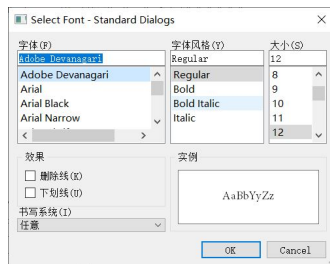 Select Font - Standard Dialogs
字体(F)
Adobe Devanagari
Adobe Devanagari
Arial
Arial Black
Arial Narrow
字体风格(Y)
Regular
Regular
Bold
Bold Italic
Italic
大小(S)
12
8
9
10
11
12
效果
删除线(K)
下划线(U)
书写系统(I)
任意
实例
AaBbYyZz
OK
Cancel